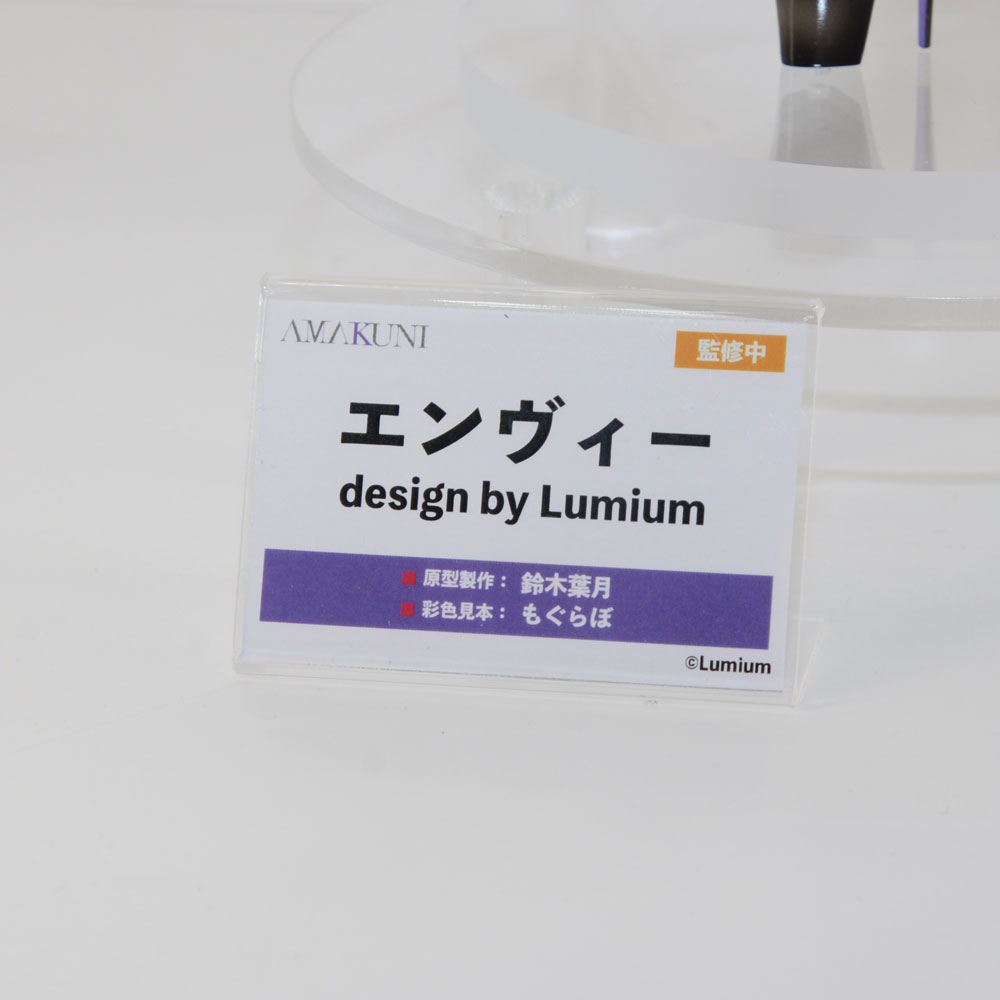 AMAKUNI
監修中
エンヴィー
design by Lumium
■ 原型製作： 鈴木葉月
■ 彩色見本： もぐらぼ
©Lumium